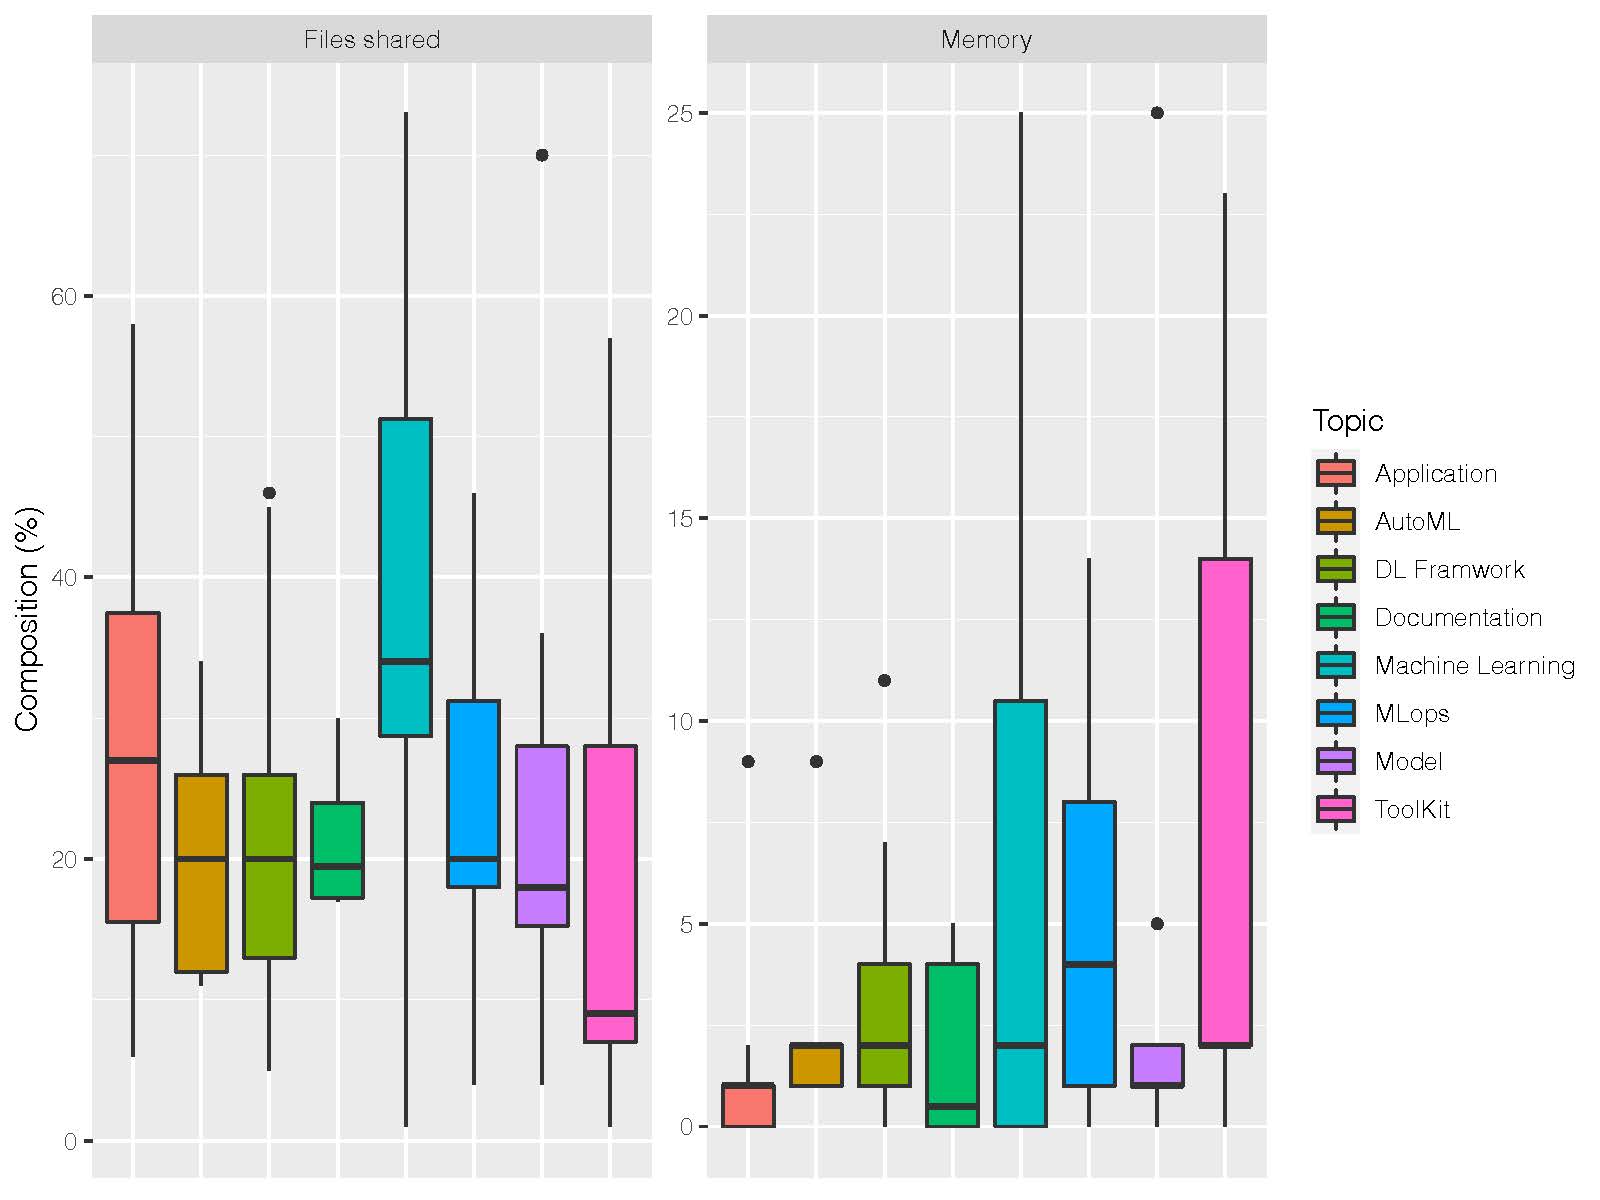 Files shared
Memory
Composition (%)
60
40
20
0
25
20
15
10
5
0
Topic
Application
AutoML
DL Framwork
Documentation
Machine Learning
MLops
Model
ToolKit